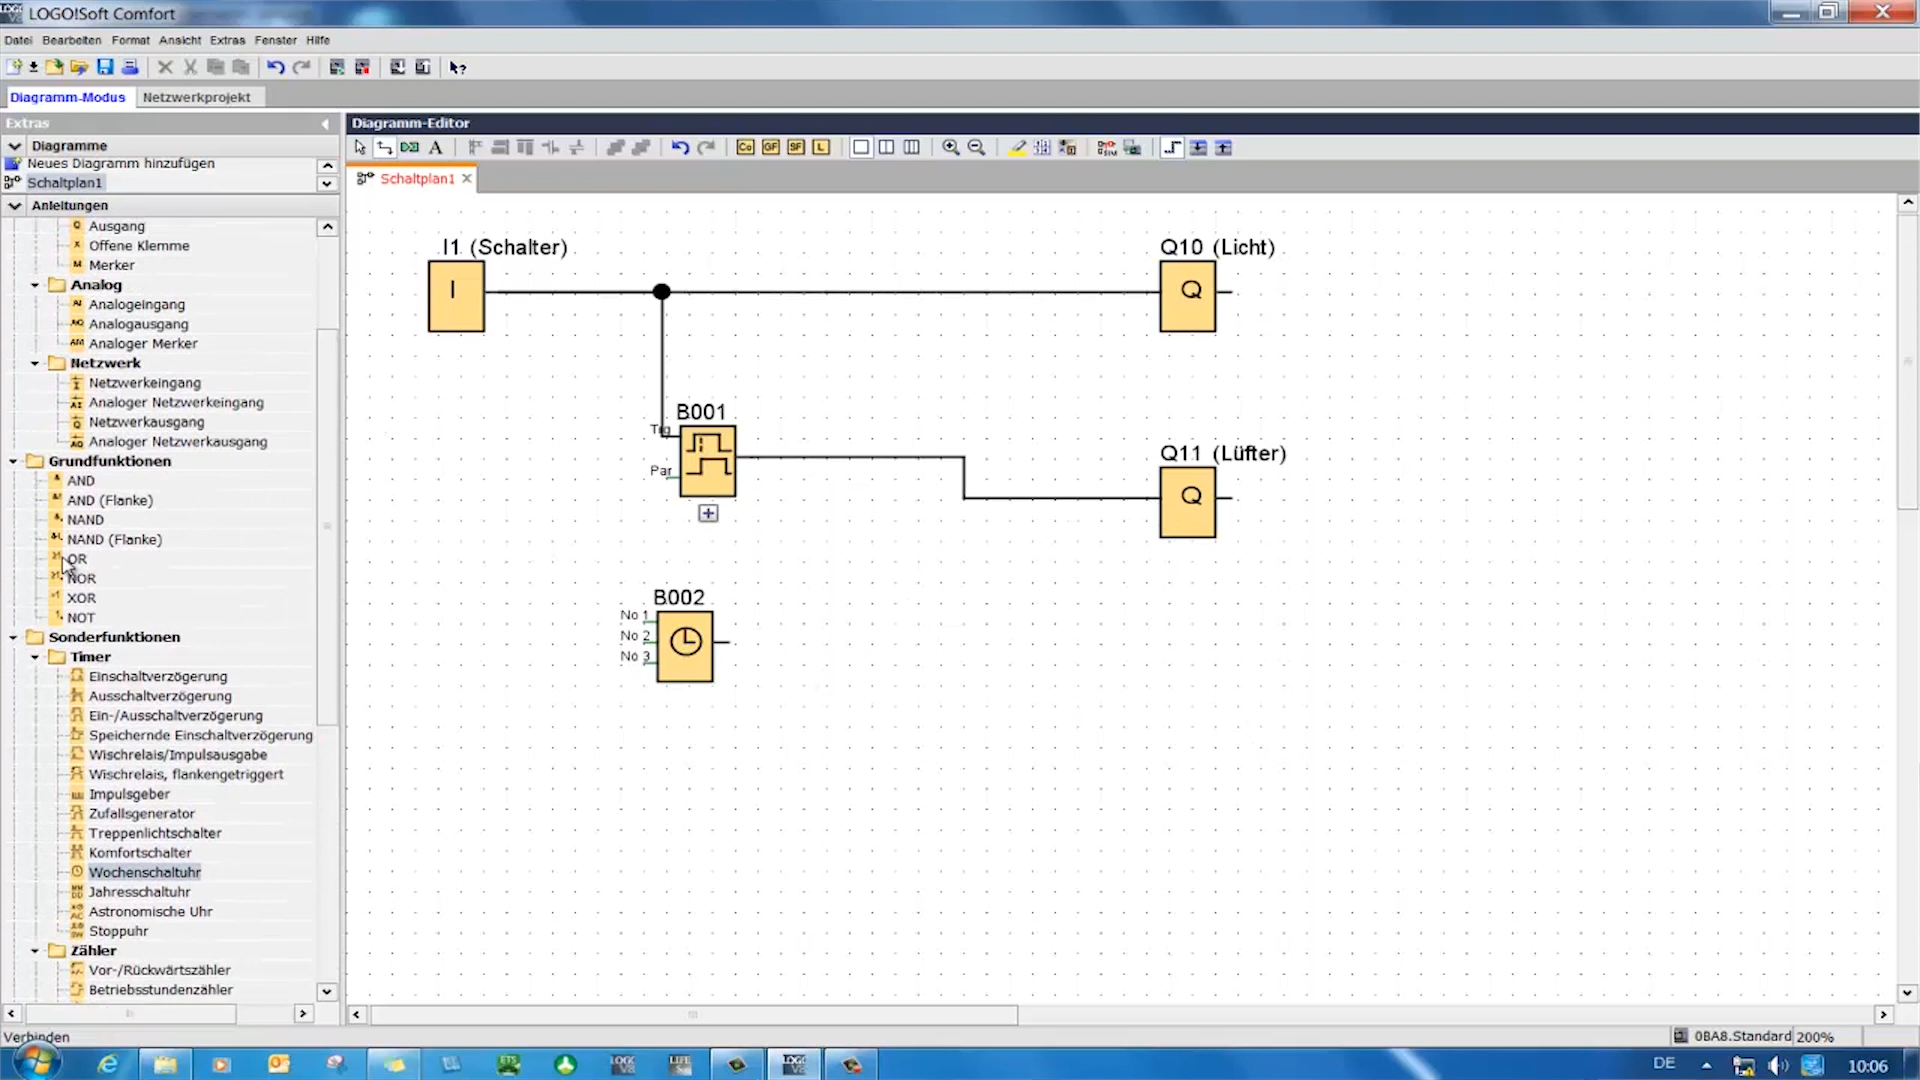 LOGO!Soft Comfort
Datei Bearbeiten Format Ansicht Extras Fenster Hilfe
Diagramm-Modus Netzwerkprojekt
Extras
Diagramme
Neues Diagramm hinzufügen
Schaltplan1
Anleitungen
Ausgang
Offene Klemme
Merker
Analog
Analogeingang
Analogausgang
Analoger Merker
Netzwerk
Netzwerkeingang
Analoger Netzwerkeingang
Netzwerkausgang
Analoger Netzwerkausgang
Grundfunktionen
AND
AND (Flanke)
NAND
NAND (Flanke)
OR
NOR
XOR
NOT
Sonderfunktionen
Timer
Einschaltverzögerung
Ausschaltverzögerung
Ein-/Ausschaltverzögerung
Speichernde Einschaltverzögerung
Wischrelais/Impulsausgabe
Wischrelais, flankengetriggert
Impulsgeber
Zufallsgenerator
Treppenlichtschalter
Komfortschalter
Wochenschaltuhr
Jahresschaltuhr
Astronomische Uhr
Stoppuhr
Zähler
Vor-/Rückwärtszähler
Betriebsstundenzähler
Diagramm-Editor
A Co GF SF L
Schaltplan1
I1 (Schalter)
I
Q10 (Licht)
Q
B001
Trg
Par
Q11 (Lüfter)
Q
B002
No 1
No 2
No 3
Verbinden
0BA8.Standard 200%
DE 10:06